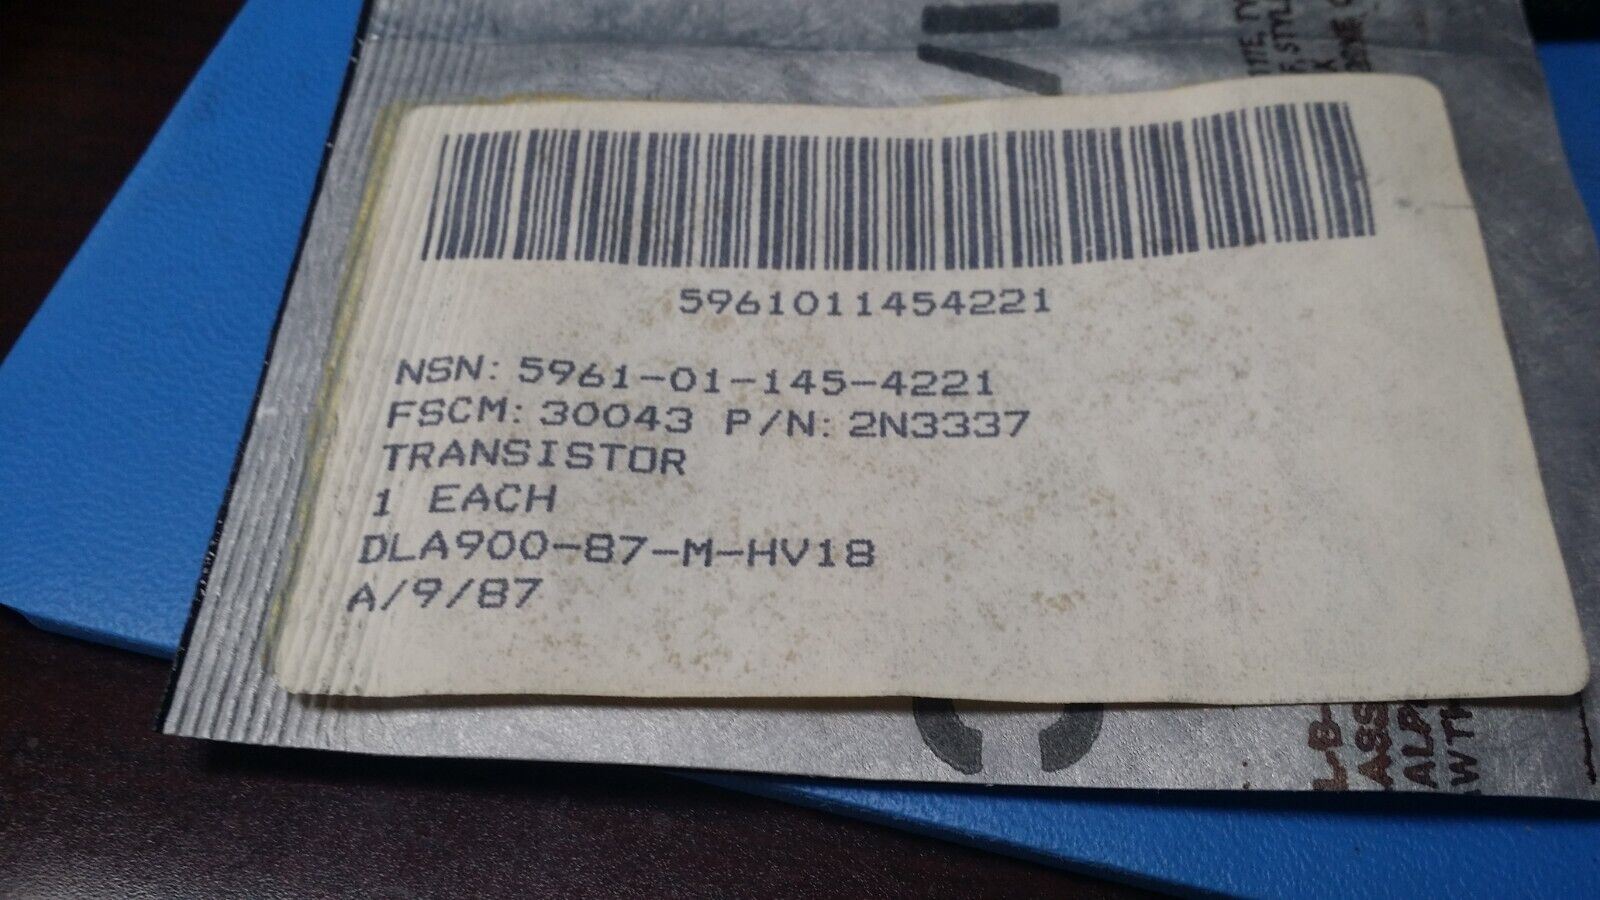 5961011454221
NSN: 5961-01-145-4221
FSCM: 30043 P/N: 2N3337
TRANSISTOR
1 EACH
DLA900-87-M-HV18
A/9/87